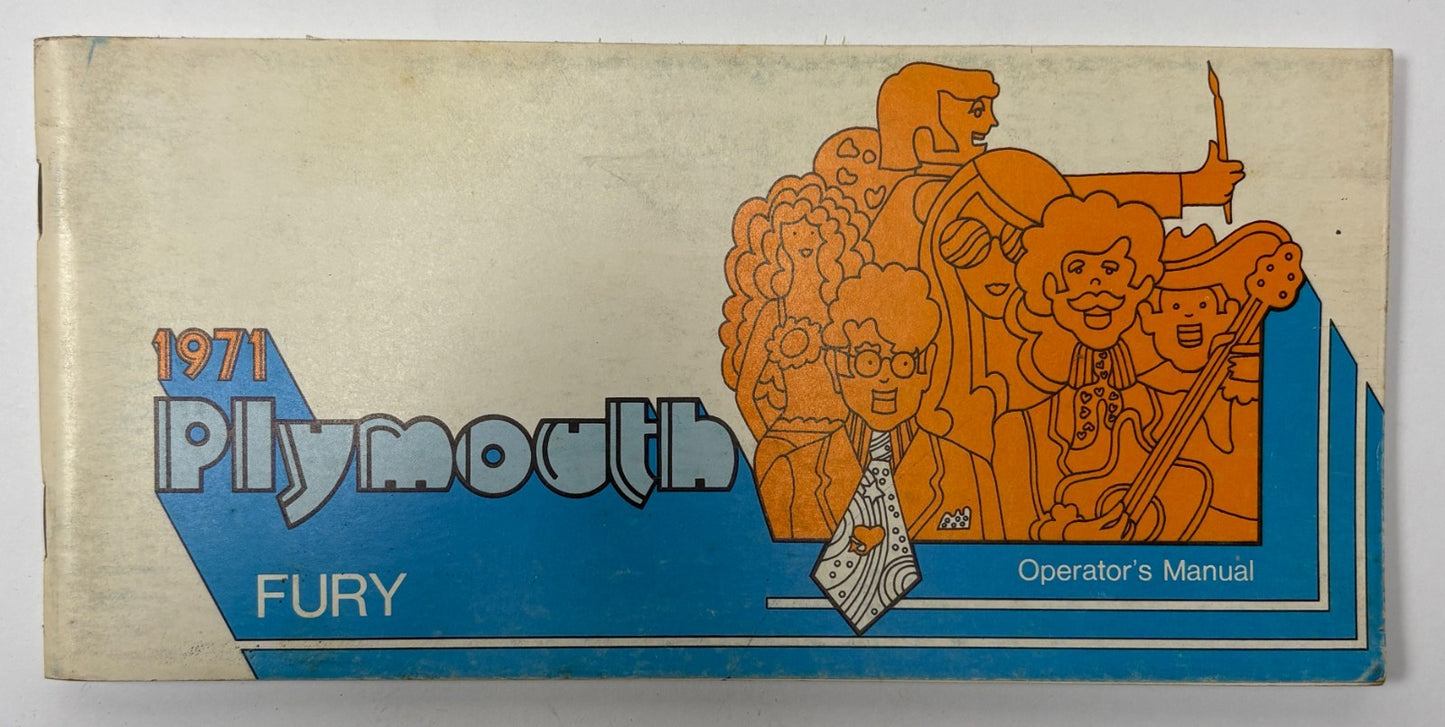 1971
Plymouth
FURY
Operator's Manual